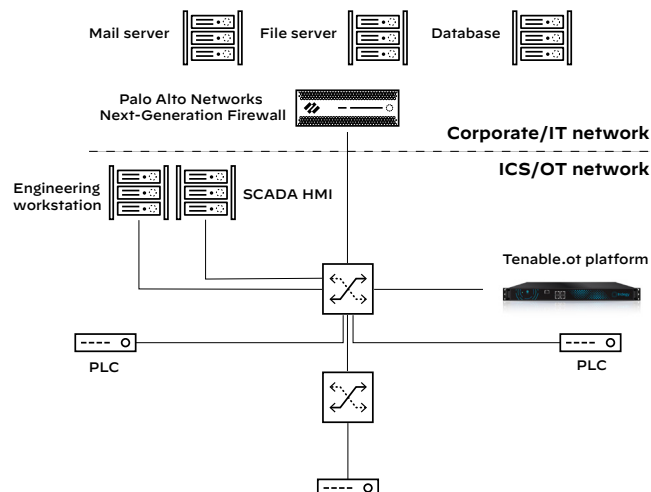 Mail server
File server
Database
Palo Alto Networks
Next-Generation Firewall
Corporate/IT network
ICS/OT network
Engineering
workstation
SCADA HMI
Tenable.ot platform
PLC
PLC